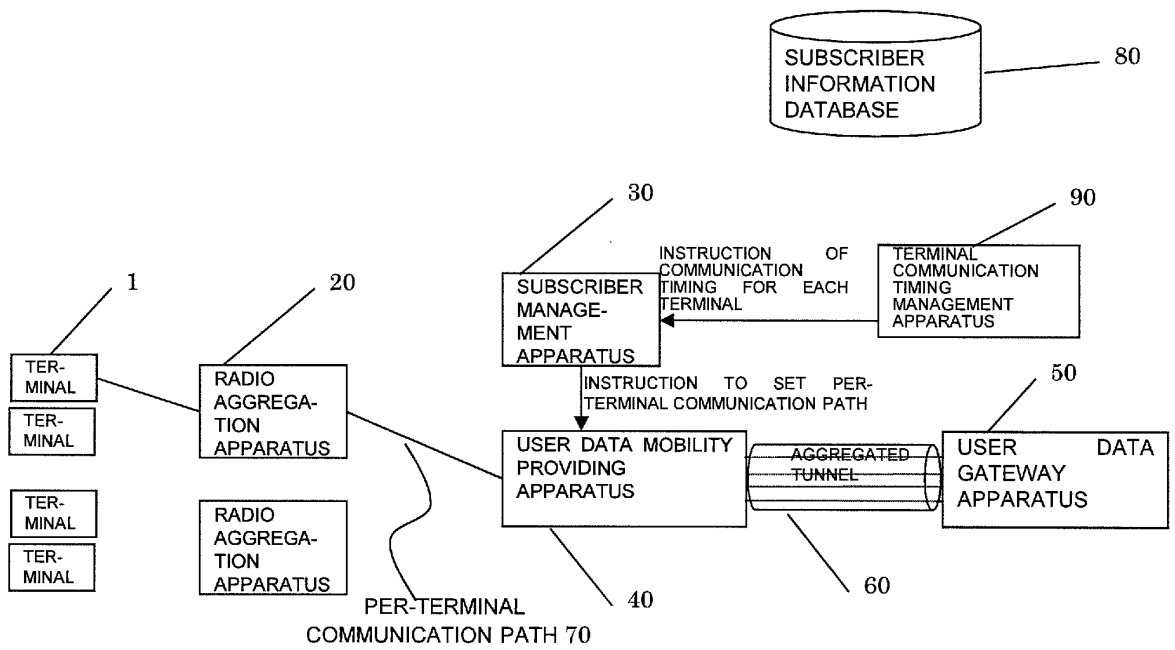 SUBSCRIBER
INFORMATION
DATABASE
80
30
90
INSTRUCTION OF
COMMUNICATION
TIMING FOR EACH
TERMINAL
TERMINAL
COMMUNICATION
TIMING
MANAGEMENT
APPARATUS
1
20
SUBSCRIBER
MANAGE-
MENT
APPARATUS
TER-
MINAL
TER-
MINAL
RADIO
AGGREGA-
TION
APPARATUS
INSTRUCTION TO SET PER-
TERMINAL COMMUNICATION PATH
50
USER DATA MOBILITY
PROVIDING
APPARATUS
AGGREGATED
TUNNEL
USER DATA
GATEWAY
APPARATUS
TER-
MINAL
TER-
MINAL
RADIO
AGGREGA-
TION
APPARATUS
40
60
PER-TERMINAL
COMMUNICATION PATH 70